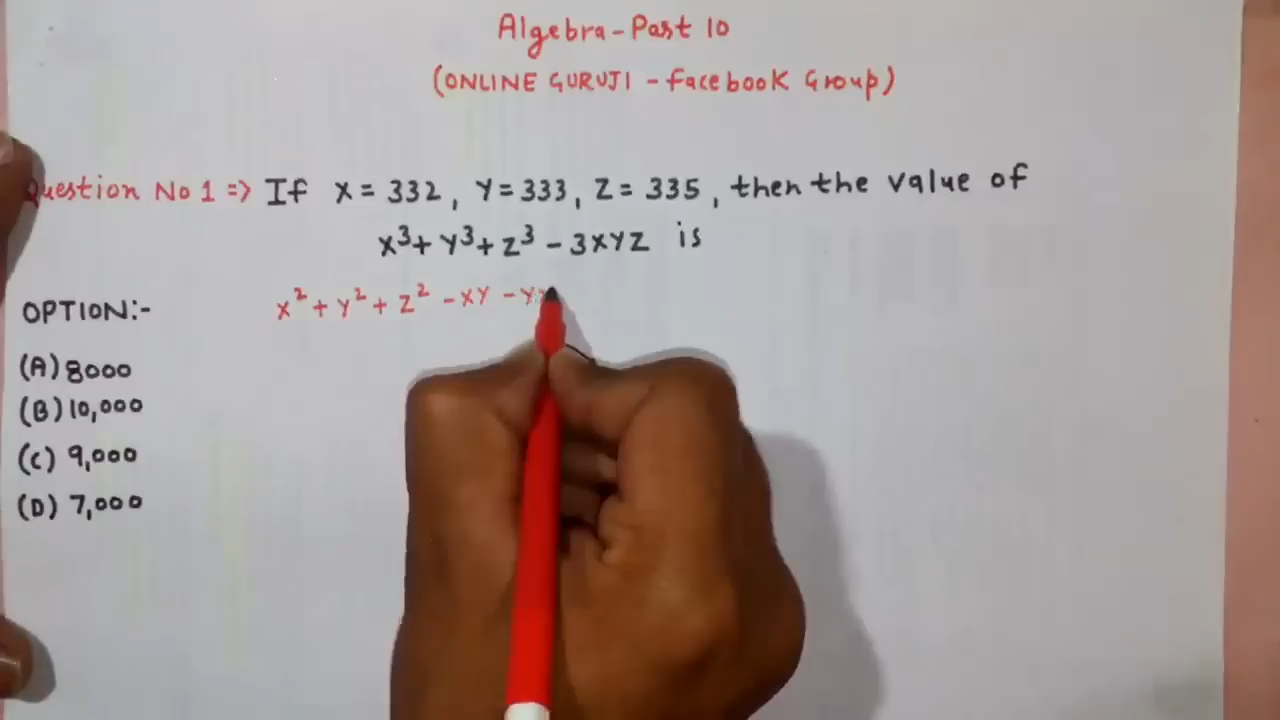 Algebra-Part 10
(ONLINE GURUJI - facebook Group)
Question No 1 => If X = 332, Y = 333, Z = 335, then the value of
X³ + Y³ + Z³ - 3XYZ is
OPTION:-
X² + Y² + Z² - XY - Y
(A) 8000
(B) 10,000
(C) 9,000
(D) 7,000